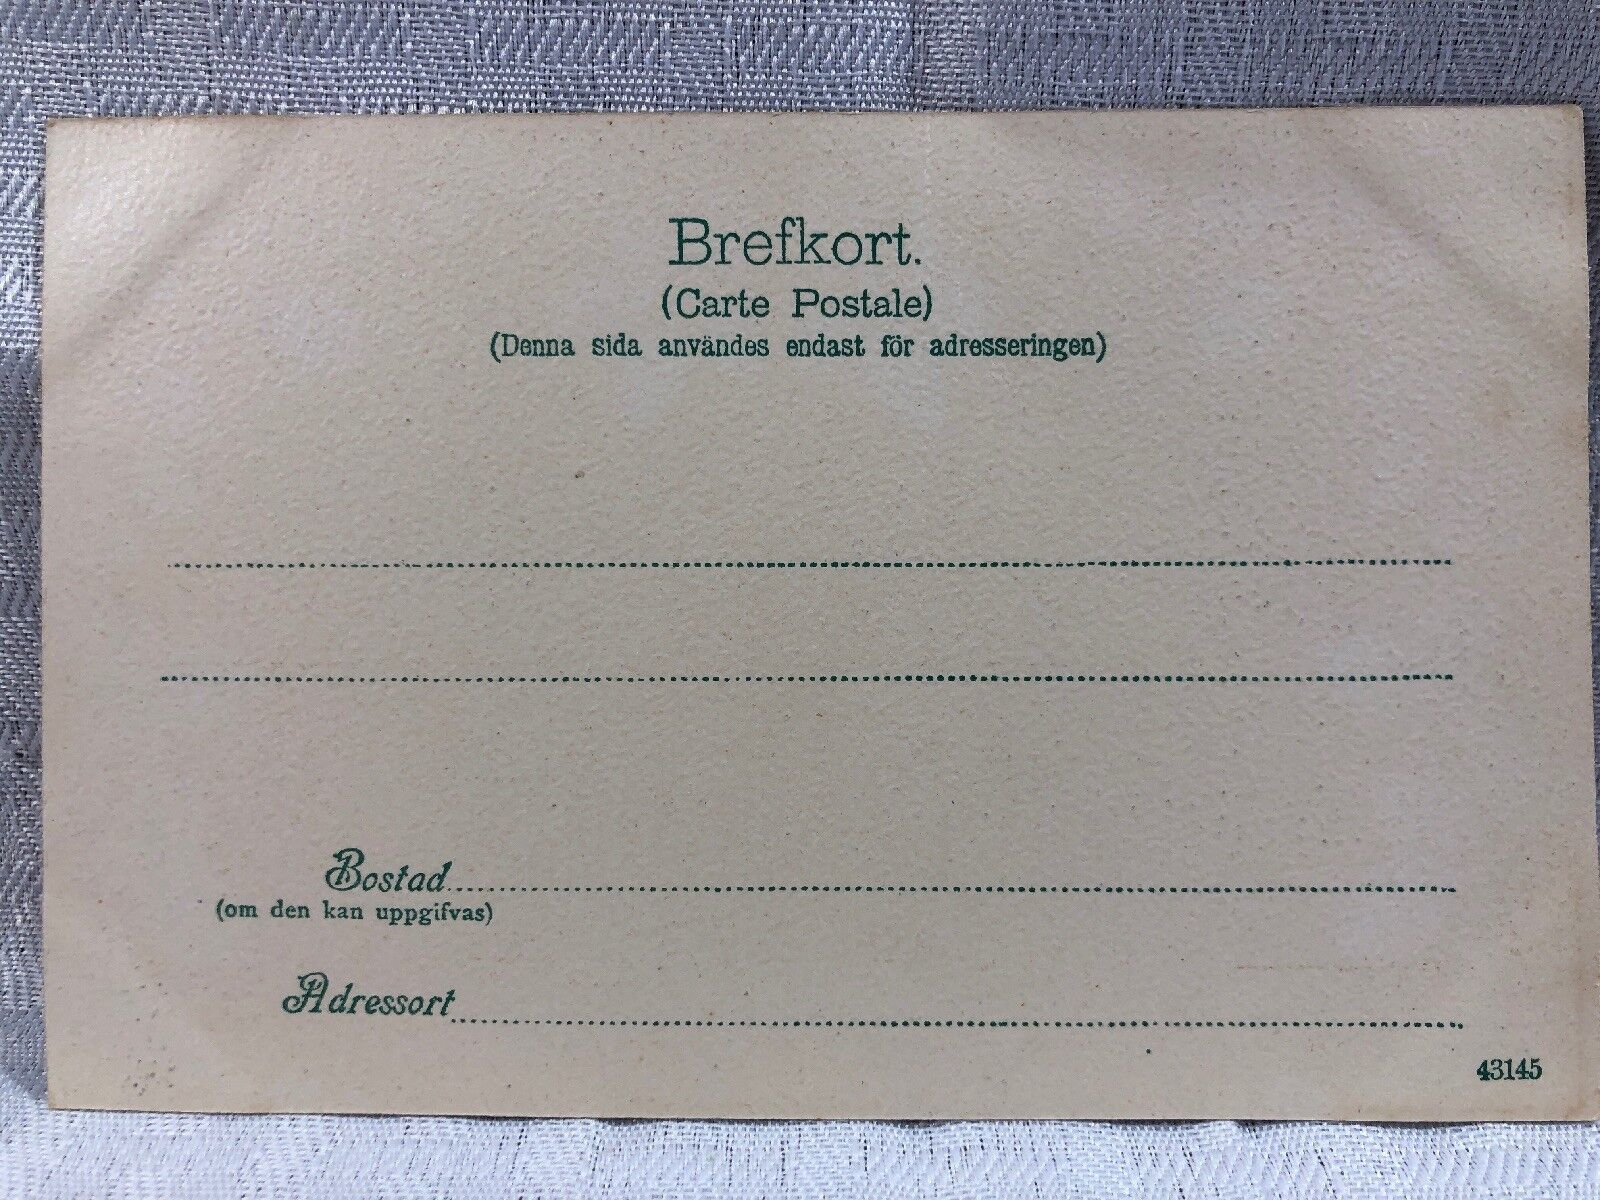 Brefkort.
(Carte Postale)
(Denna sida användes endast för adresseringen)
Bostad
(om den kan uppgifvas)
Adressort
43145